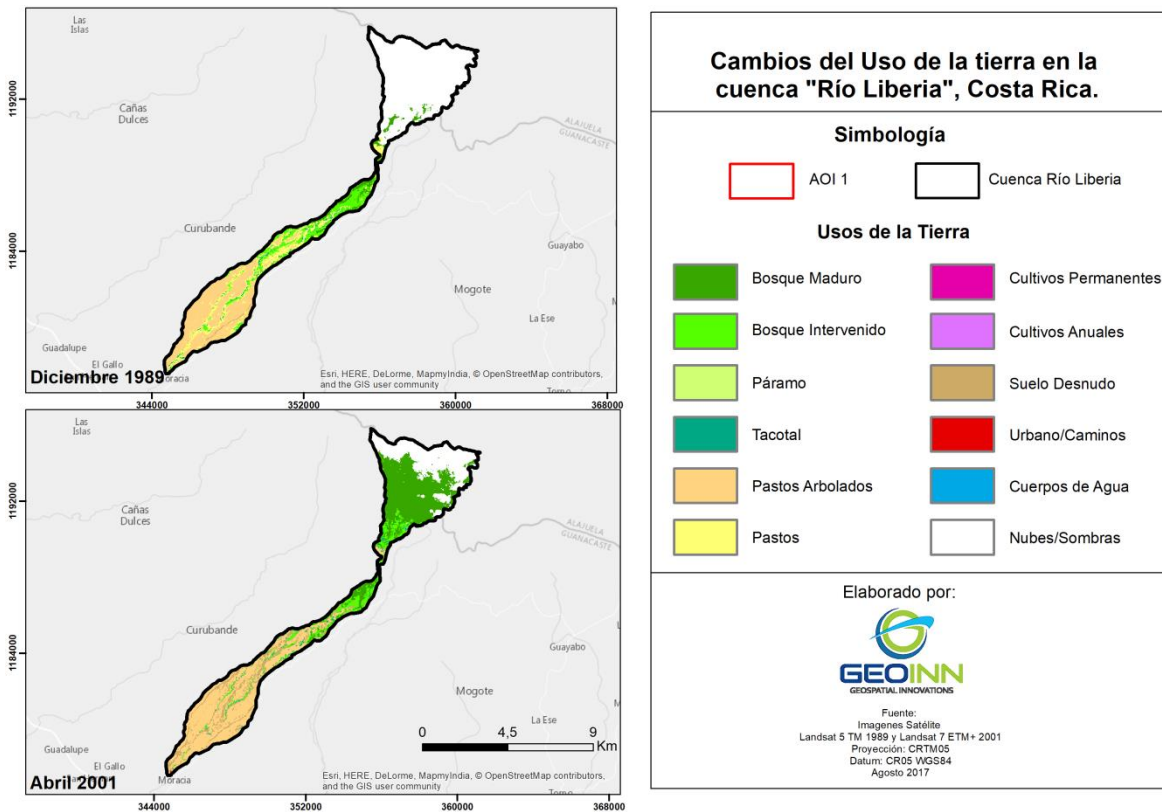 Las
Islas
Cañas
Dulces
ALAJUELA
GUANACASTE
Curubande
Guayabo
Mogote
La Ese
Guadalupe
El Gallo
Moracia
Diciembre 1989
Esri, HERE, DeLorme, MapmyIndia, © OpenStreetMap contributors,
and the GIS user community
1192000
1184000
344000
352000
360000
368000
Las
Islas
Cañas
Dulces
ALAJUELA
GUANACASTE
Curubande
Guayabo
Mogote
La Ese
Guadalupe
El Gallo
Moracia
Abril 2001
0 4,5 9
Km
Esri, HERE, DeLorme, MapmyIndia, © OpenStreetMap contributors,
and the GIS user community
1192000
1184000
344000
352000
360000
368000
Cambios del Uso de la tierra en la
cuenca "Río Liberia", Costa Rica.
Simbología
AOI 1
Cuenca Río Liberia
Usos de la Tierra
Bosque Maduro
Bosque Intervenido
Páramo
Tacotal
Pastos Arbolados
Pastos
Cultivos Permanentes
Cultivos Anuales
Suelo Desnudo
Urbano/Caminos
Cuerpos de Agua
Nubes/Sombras
Elaborado por:
GEOINN
GEOSPATIAL INNOVATIONS
Fuente:
Imagenes Satélite
Landsat 5 TM 1989 y Landsat 7 ETM+ 2001
Proyección: CRTM05
Datum: CR05 WGS84
Agosto 2017